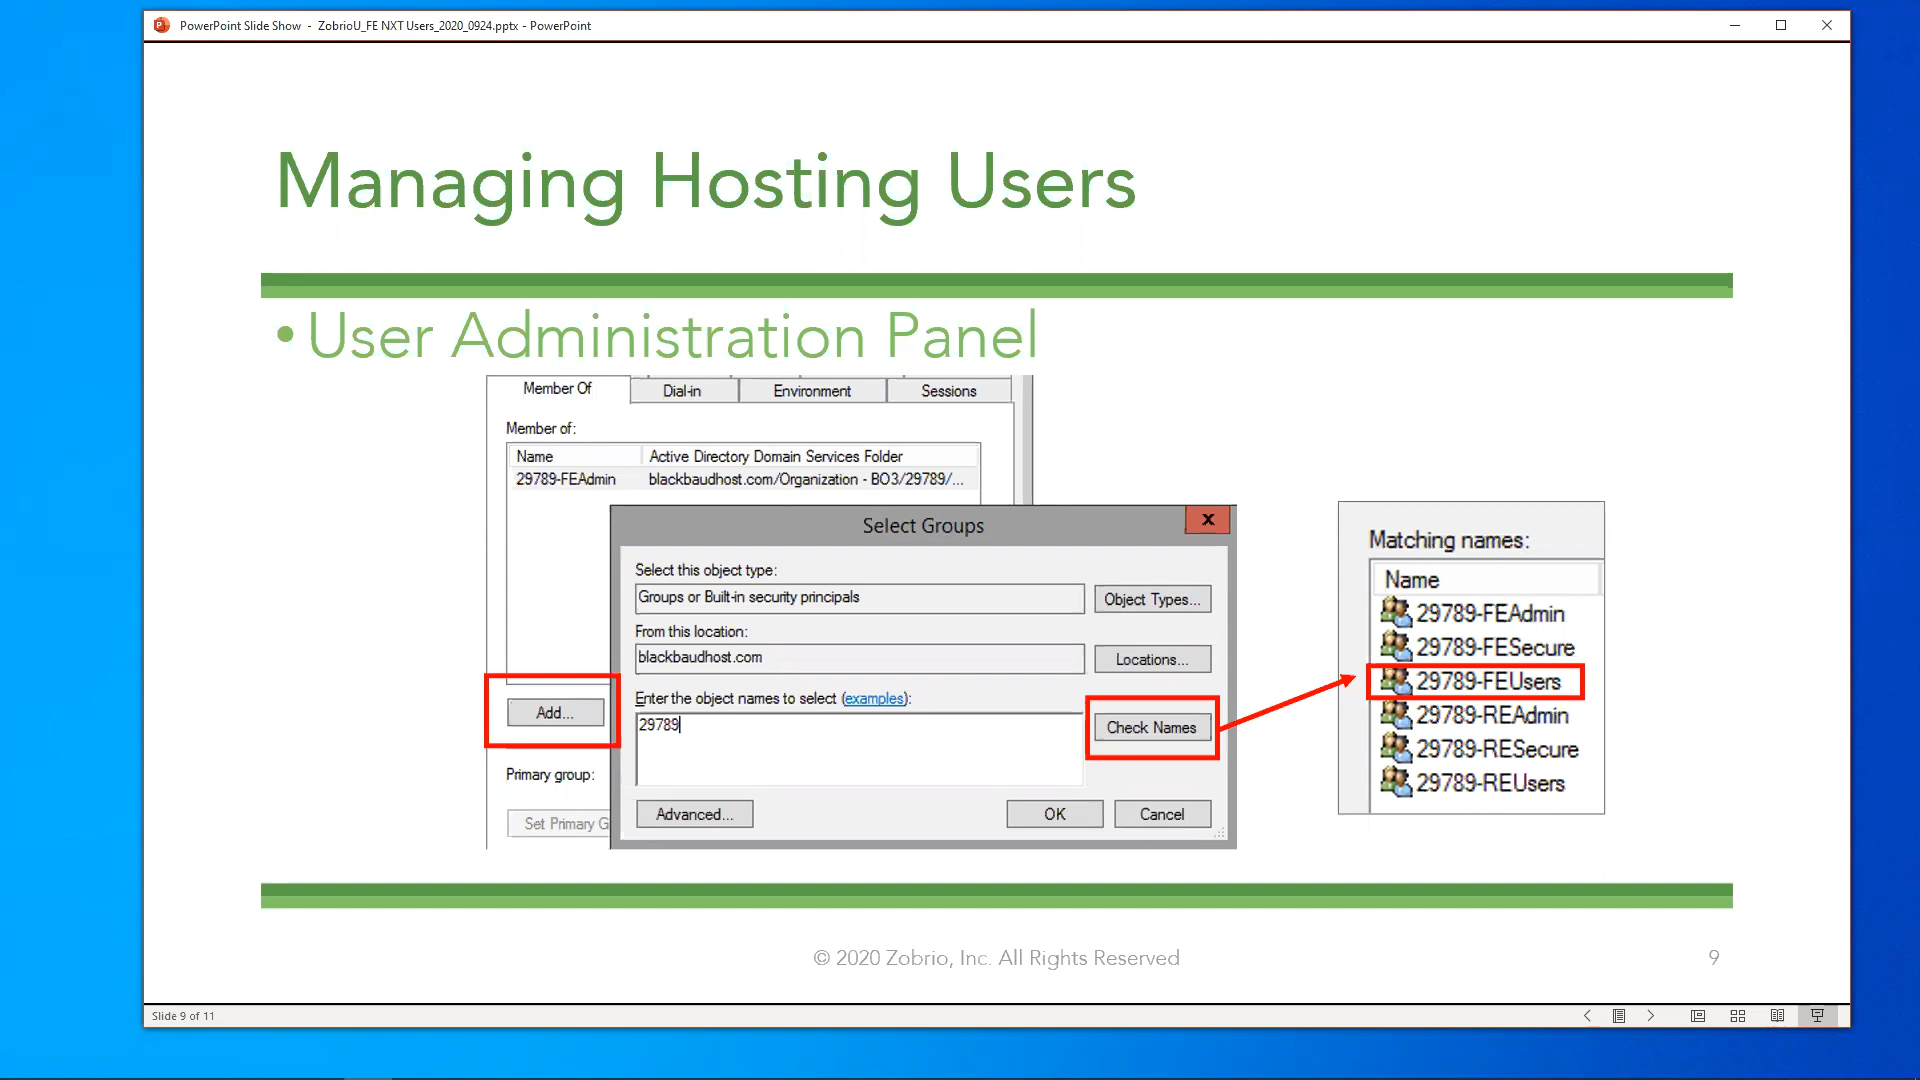 PowerPoint Slide Show - ZobrioU_FE NXT Users_2020_0924.pptx - PowerPoint
Managing Hosting Users
• User Administration Panel
Member Of
Dial-in
Environment
Sessions
Member of:
Name
Active Directory Domain Services Folder
29789-FEAdmin
blackbaudhost.com/Organization - BO3/29789/...
Add...
Primary group:
Set Primary G
Select Groups
x
Select this object type:
Groups or Built-in security principals
Object Types...
From this location:
blackbaudhost.com
Locations...
Enter the object names to select (examples):
29789
Check Names
Advanced...
OK
Cancel
Matching names:
Name
29789-FEAdmin
29789-FESecure
29789-FEUsers
29789-REAdmin
29789-RESecure
29789-REUsers
© 2020 Zobrio, Inc. All Rights Reserved
9
Slide 9 of 11